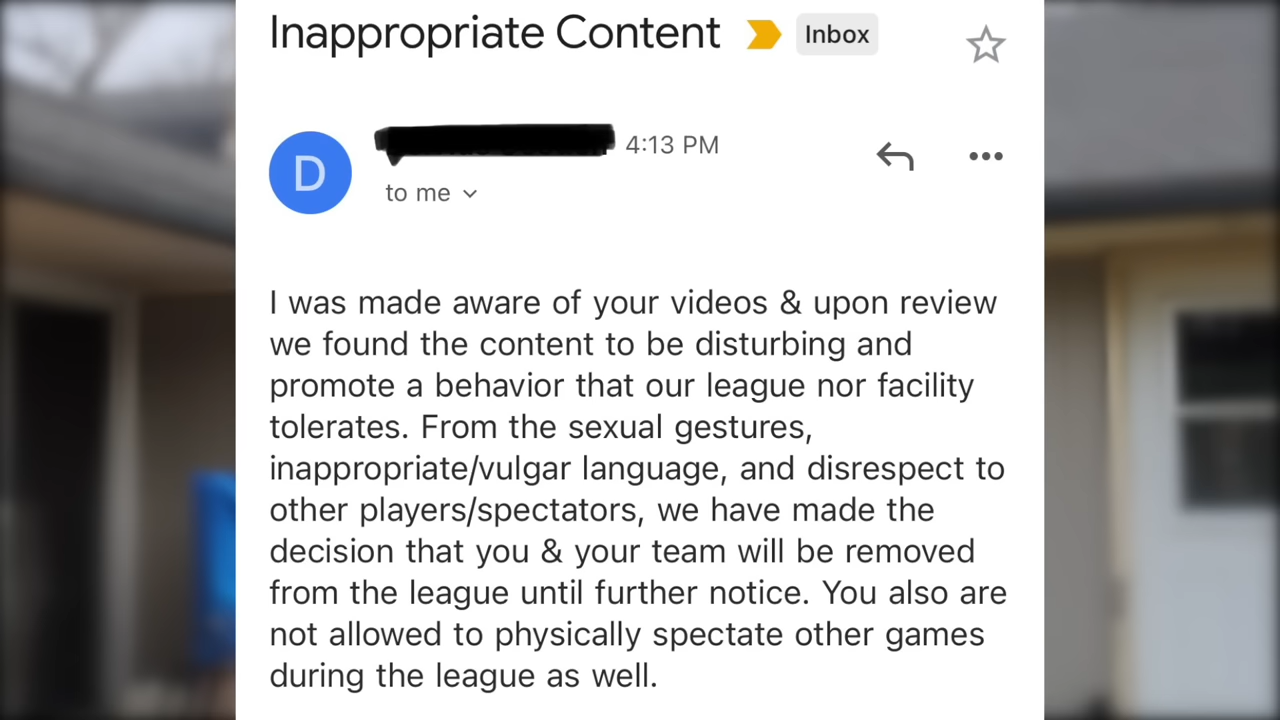 Inappropriate Content
Inbox
D
4:13 PM
to me
I was made aware of your videos & upon review
we found the content to be disturbing and
promote a behavior that our league nor facility
tolerates. From the sexual gestures,
inappropriate/vulgar language, and disrespect to
other players/spectators, we have made the
decision that you & your team will be removed
from the league until further notice. You also are
not allowed to physically spectate other games
during the league as well.